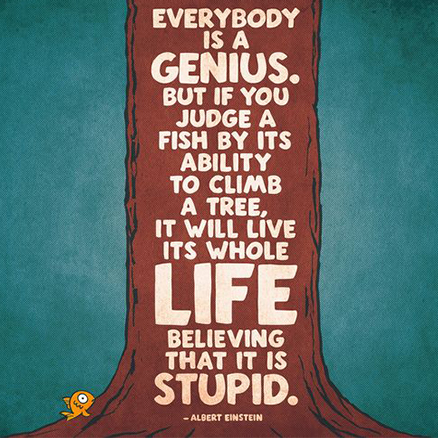 EVERYBODY
IS A
GENIUS.
BUT IF YOU
JUDGE A
FISH BY ITS
ABILITY
TO CLIMB
A TREE,
IT WILL LIVE
ITS WHOLE
LIFE
BELIEVING
THAT IT IS
STUPID.
– ALBERT EINSTEIN